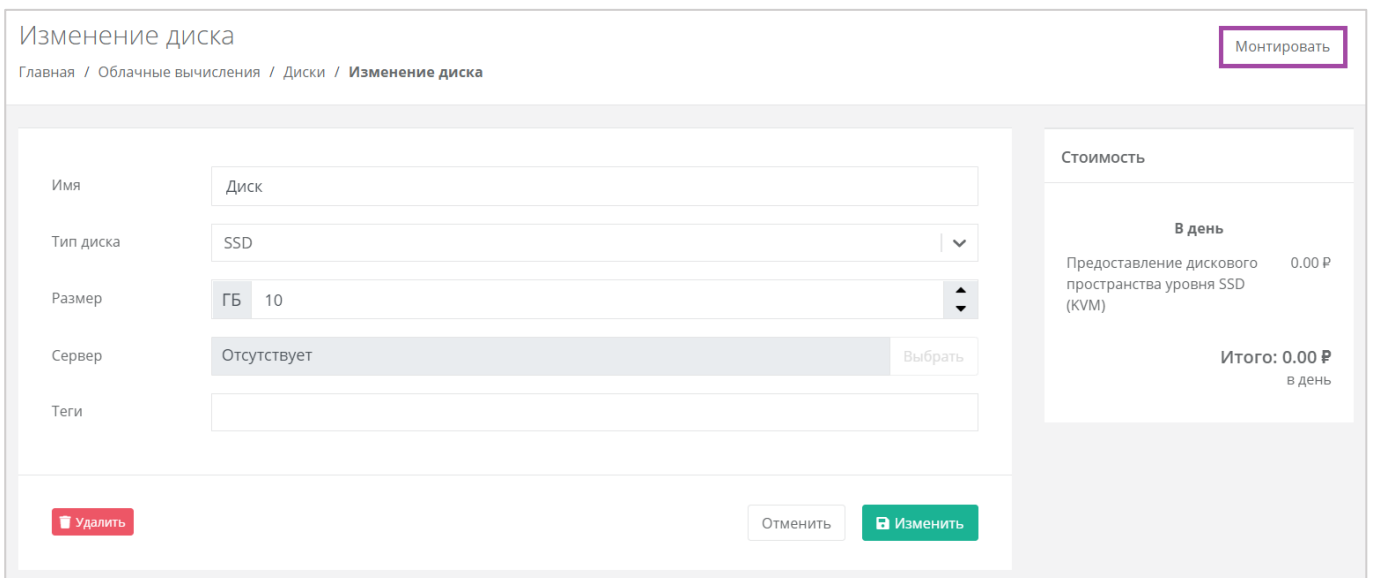 Изменение диска
Монтировать
Главная / Облачные вычисления / Диски / Изменение диска
Стоимость
Имя
Диск
Тип диска
SSD
Размер
ГБ 10
Сервер
Отсутствует
Выбрать
Теги
В день
Предоставление дискового 0.00 ₽
пространства уровня SSD
(KVM)
Итого: 0.00 ₽
в день
Удалить
Отменить
Изменить